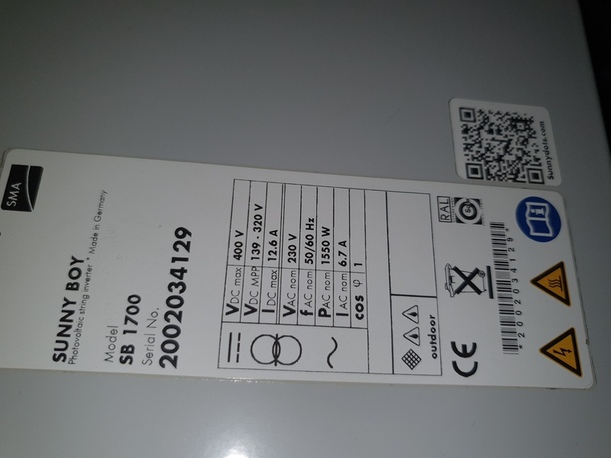 SMA
SUNNY BOY
Photovoltaic string inverter * Made in Germany
Model
SB 1700
Serial No.
2002034129
VDC max 400 V
VDC MPP 139 - 320 V
IDC max 12.6 A
VAC nom 230 V
fAC nom 50/60 Hz
PAC nom 1550 W
IAC nom 6.7 A
cos φ 1
outdoor
RAL
CE
*2002034129*
Sunnydots.com